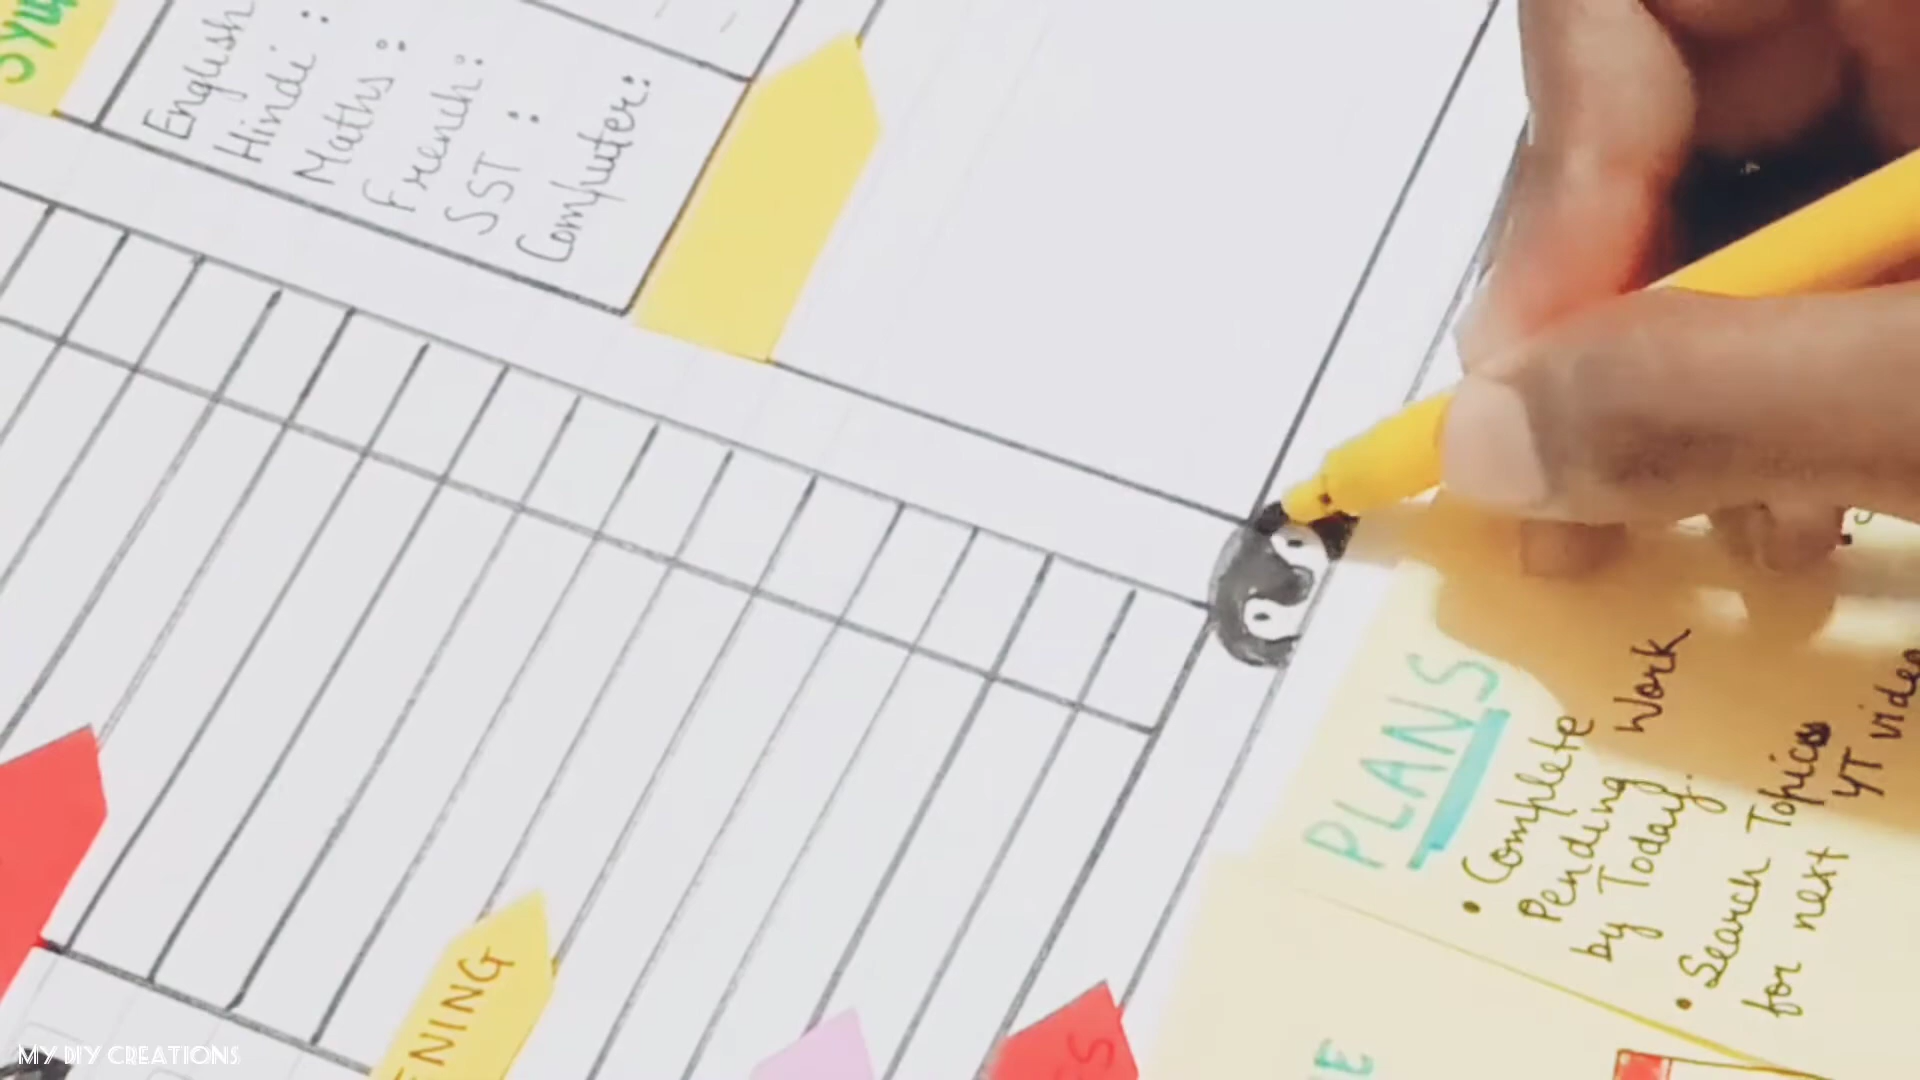 English
Hindi :
Maths :
French :
SST :
Computer :
PLANS
• Complete
Pending Work
by Today.
• Search Topics
for next YT video
MY DIY CREATIONS